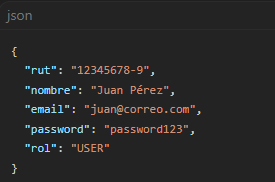 json
{
"rut": "12345678-9",
"nombre": "Juan Pérez",
"email": "juan@correo.com",
"password": "password123",
"rol": "USER"
}